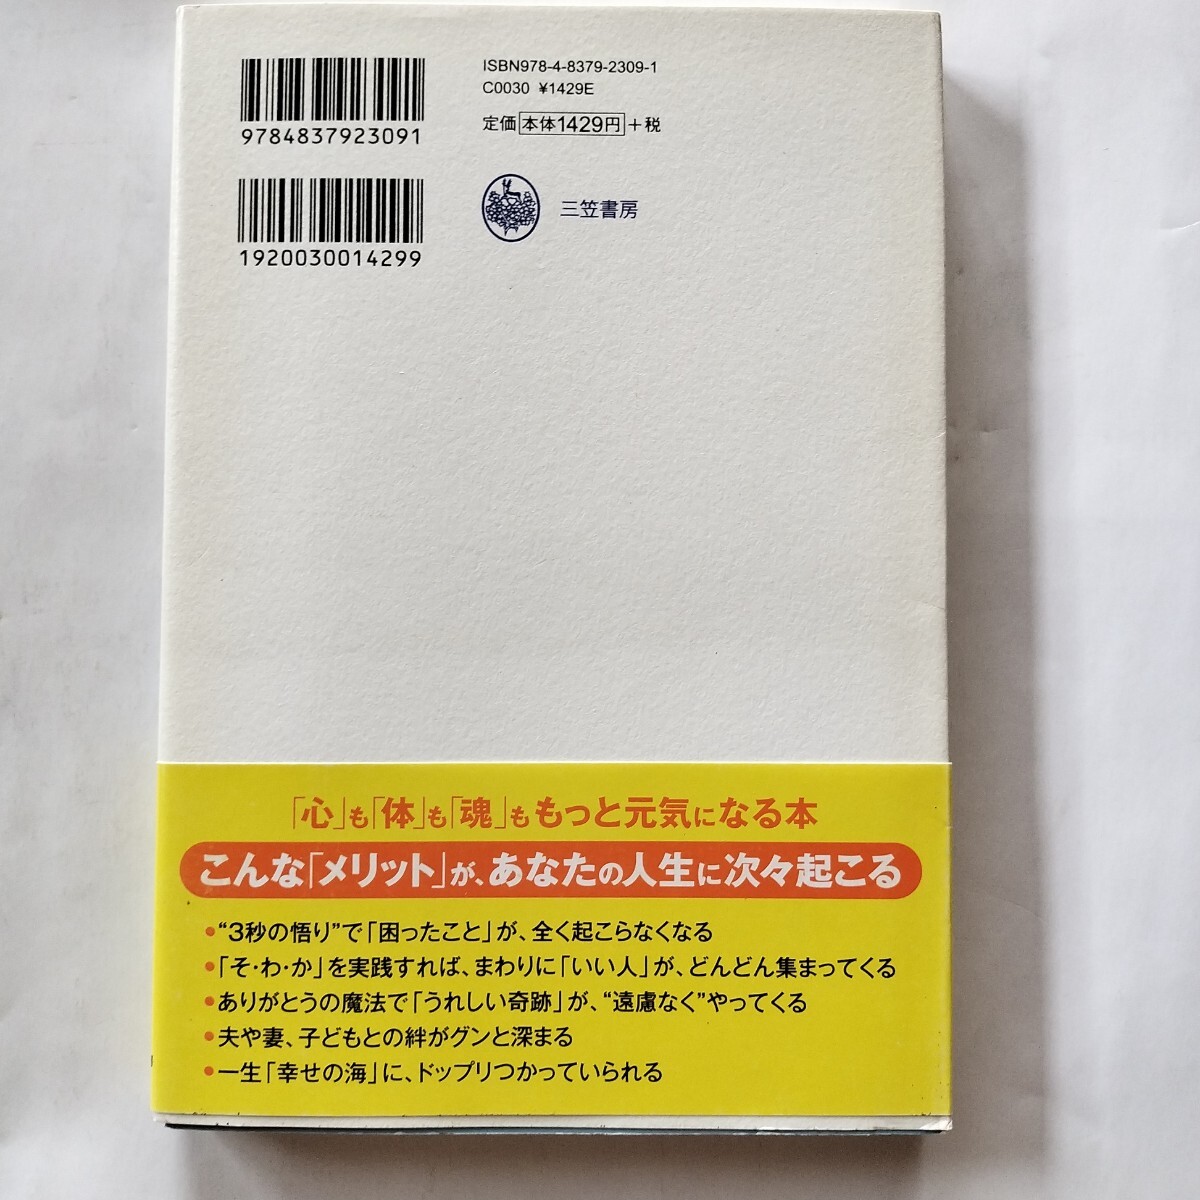 ISBN978-4-8379-2309-1
C0030 ¥1429E
定価 本体1429円 +税
9784837923091
三笠書房
1920030014299
「心」も「体」も「魂」ももっと元気になる本
こんな「メリット」が、あなたの人生に次々起こる
●“3秒の悟り”で「困ったこと」が、全く起こらなくなる
●「そ・わ・か」を実践すれば、まわりに「いい人」が、どんどん集まってくる
●ありがとうの魔法で「うれしい奇跡」が、“遠慮なく”やってくる
●夫や妻、子どもとの絆がグンと深まる
●一生「幸せの海」に、ドップリつかっていられる